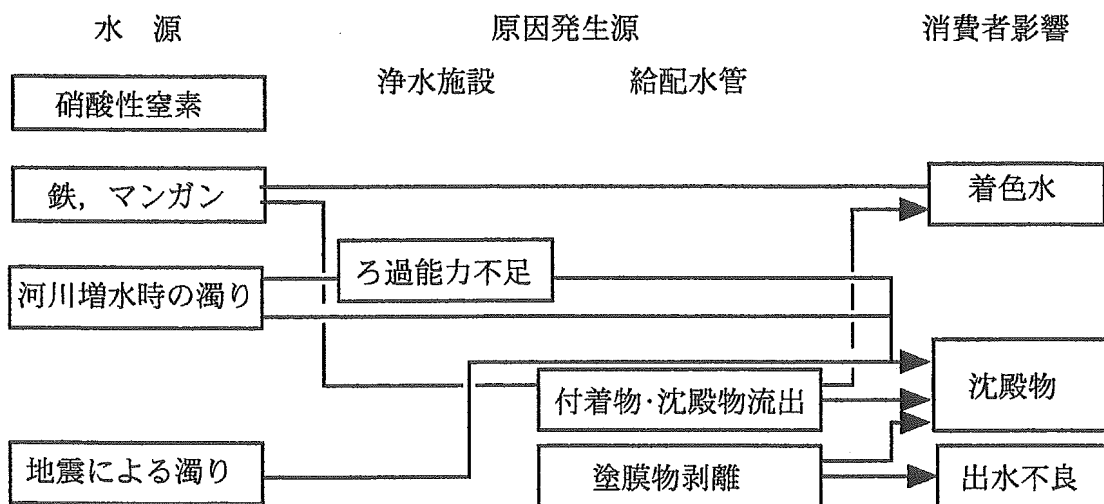 水 源
原因発生源
消費者影響
浄水施設
給配水管
硝酸性窒素
鉄,マンガン
着色水
ろ過能力不足
河川増水時の濁り
沈殿物
付着物・沈殿物流出
地震による濁り
塗膜物剥離
出水不良